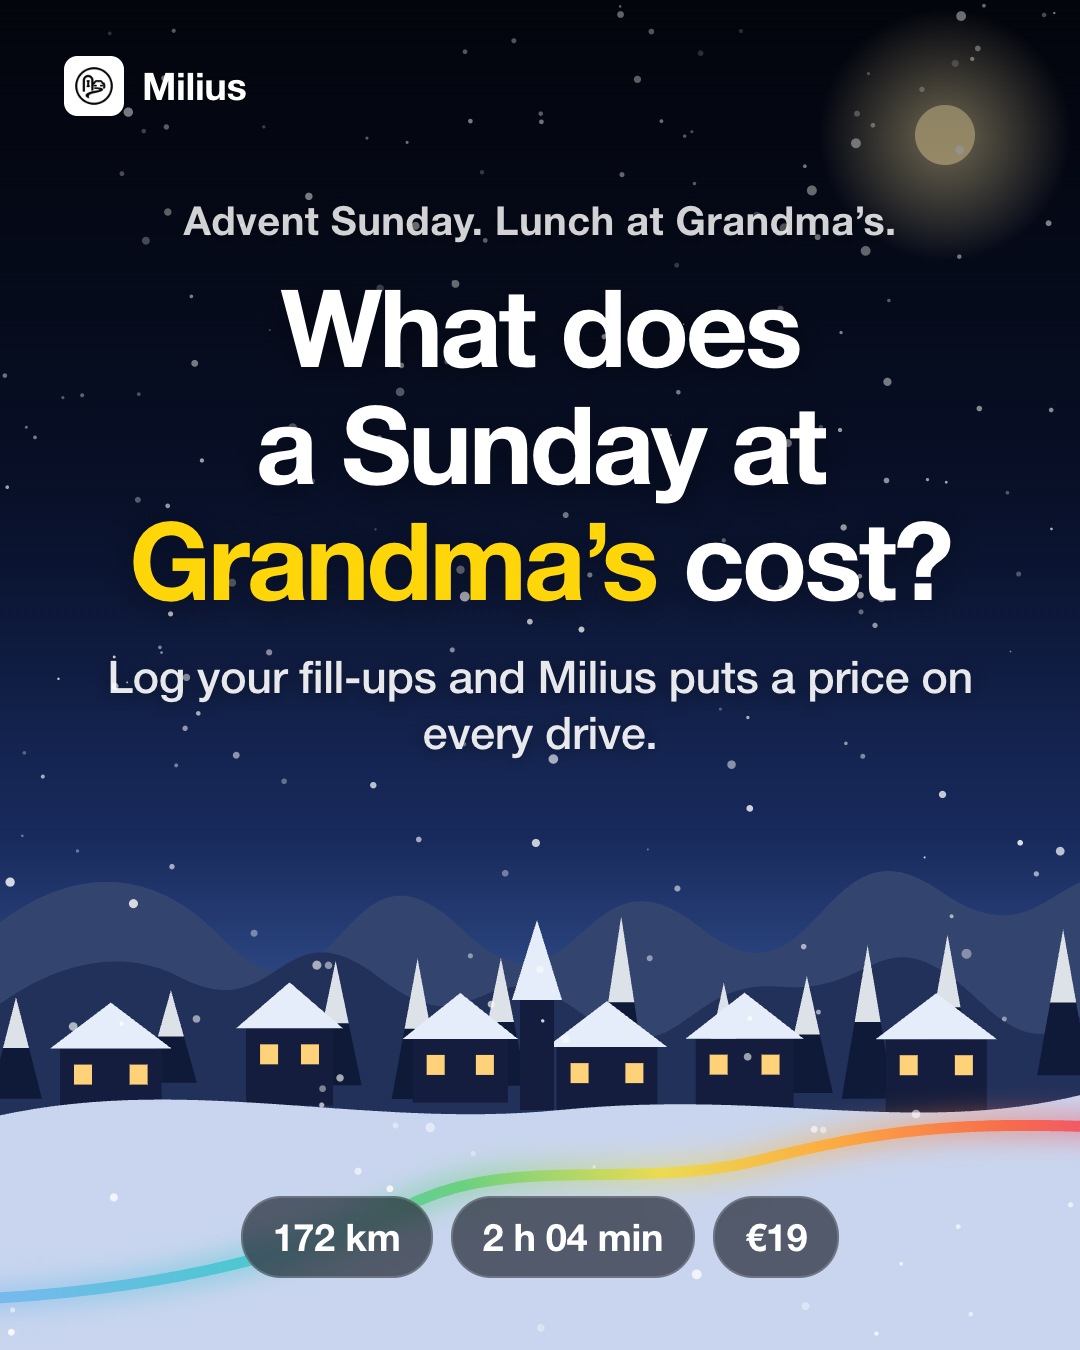 Milius
Advent Sunday. Lunch at Grandma’s.
What does
a Sunday at
Grandma’s cost?
Log your fill-ups and Milius puts a price on
every drive.
172 km
2 h 04 min
€19